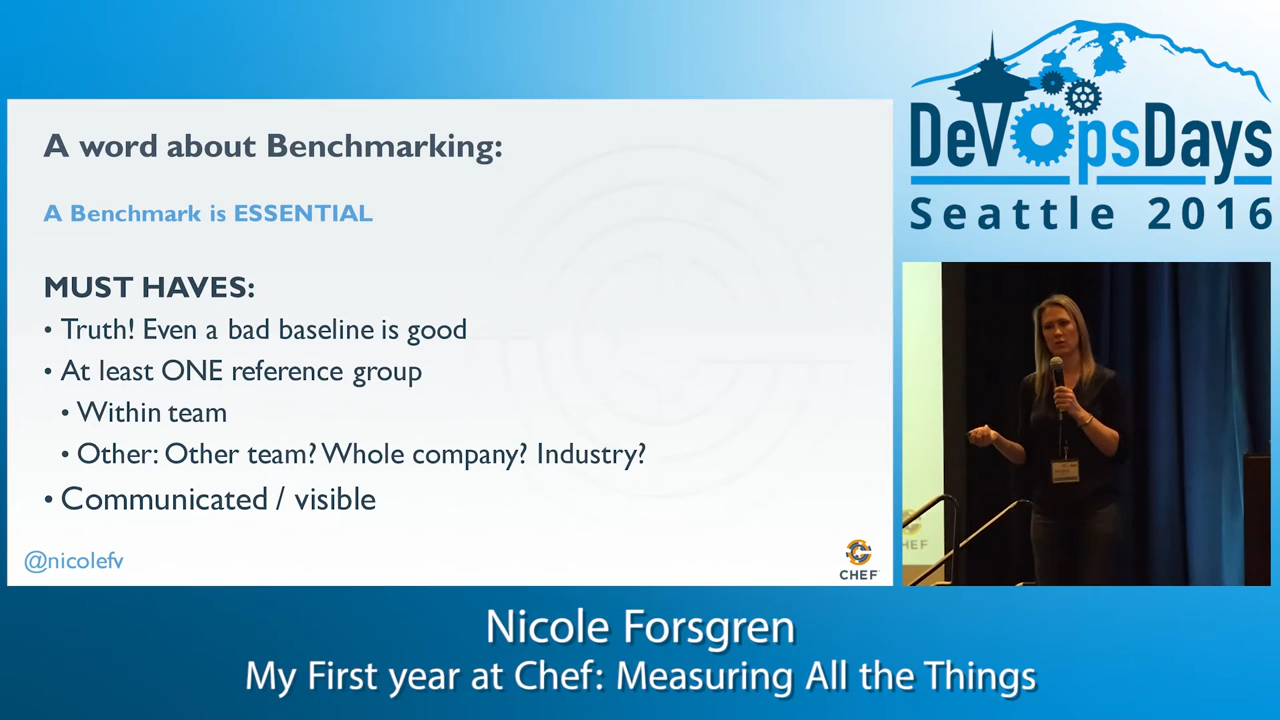 A word about Benchmarking:
A Benchmark is ESSENTIAL
MUST HAVES:
• Truth! Even a bad baseline is good
• At least ONE reference group
• Within team
• Other: Other team? Whole company? Industry?
• Communicated / visible
@nicolefv
CHEF
DevOpsDays
Seattle 2016
HEF
Nicole Forsgren
My First year at Chef: Measuring All the Things